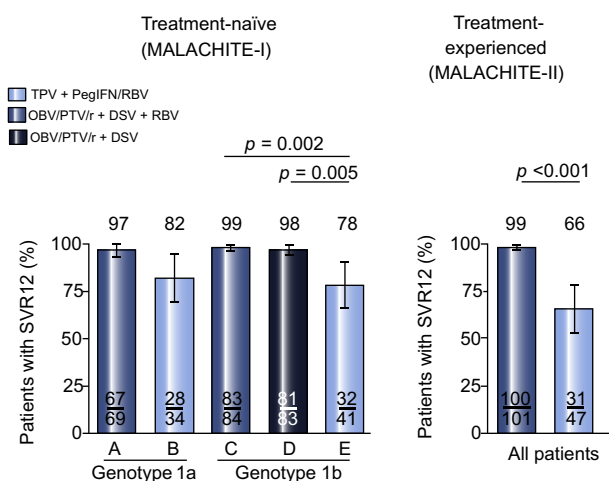 Treatment-naïve
(MALACHITE-I)
Treatment-
experienced
(MALACHITE-II)
TPV + PegIFN/RBV
OBV/PTV/r + DSV + RBV
OBV/PTV/r + DSV
p = 0.002
p = 0.005
p <0.001
97 82 99 98 78
99 66
Patients with SVR12 (%)
100
75
50
25
0
67 28 83 81 32
69 34 84 83 41
A B C D E
Genotype 1a Genotype 1b
Patients with SVR12 (%)
100
75
50
25
0
100 31
101 47
All patients